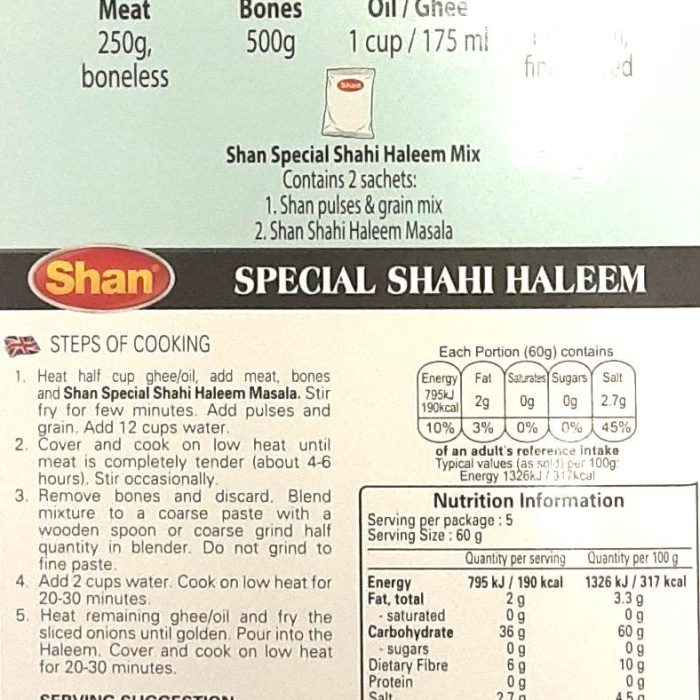 Meat Bones Oil / Ghee
250g, 500g 1 cup / 175 ml
boneless
Shan
Shan Special Shahi Haleem Mix
Contains 2 sachets:
1. Shan pulses & grain mix
2. Shan Shahi Haleem Masala
Shan SPECIAL SHAHI HALEEM
STEPS OF COOKING
1. Heat half cup ghee/oil, add meat, bones
and Shan Special Shahi Haleem Masala. Stir
fry for few minutes. Add pulses and
grain. Add 12 cups water.
2. Cover and cook on low heat until
meat is completely tender (about 4-6
hours). Stir occasionally.
3. Remove bones and discard. Blend
mixture to a coarse paste with a
wooden spoon or coarse grind half
quantity in blender. Do not grind to
fine paste.
4. Add 2 cups water. Cook on low heat for
20-30 minutes.
5. Heat remaining ghee/oil and fry the
sliced onions until golden. Pour into the
Haleem. Cover and cook on low heat
for 20-30 minutes.
SERVING SUGGESTION
Each Portion (60g) contains
Energy Fat Saturates Sugars Salt
795kJ
190kcal 2g 0g 0g 2.7g
10% 3% 0% 0% 45%
of an adult's reference intake
Typical values (as sold) per 100g:
Energy 1326kJ / 317kcal
Nutrition Information
Serving per package : 5
Serving Size : 60 g
Quantity per serving Quantity per 100 g
Energy 795 kJ / 190 kcal 1326 kJ / 317 kcal
Fat, total 2 g 3.3 g
- saturated 0 g 0 g
Carbohydrate 36 g 60 g
- sugars 0 g 0 g
Dietary Fibre 6 g 10 g
Protein 0 g 0 g
Salt 2.7 g 4.5 g